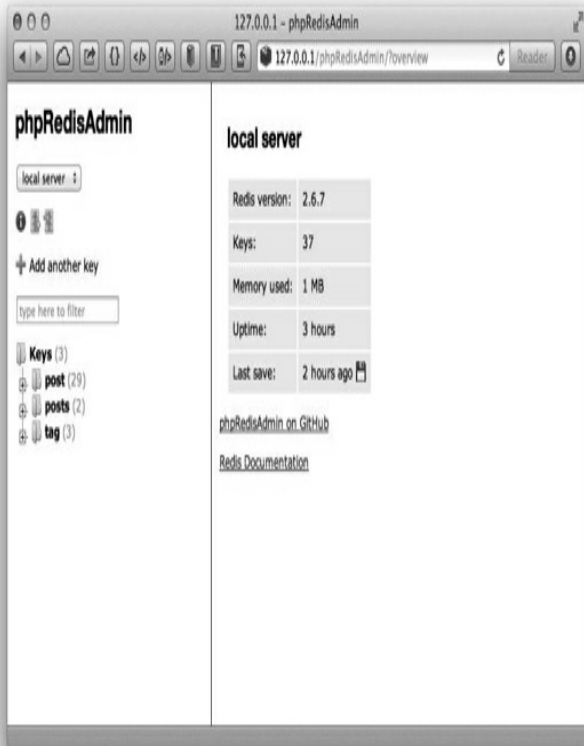 127.0.0.1 – phpRedisAdmin
127.0.0.1/phpRedisAdmin/?overview
Reader
phpRedisAdmin
local server
Add another key
type here to filter
Keys (3)
post (29)
posts (2)
tag (3)
local server
Redis version: 2.6.7
Keys: 37
Memory used: 1 MB
Uptime: 3 hours
Last save: 2 hours ago
phpRedisAdmin on GitHub
Redis Documentation